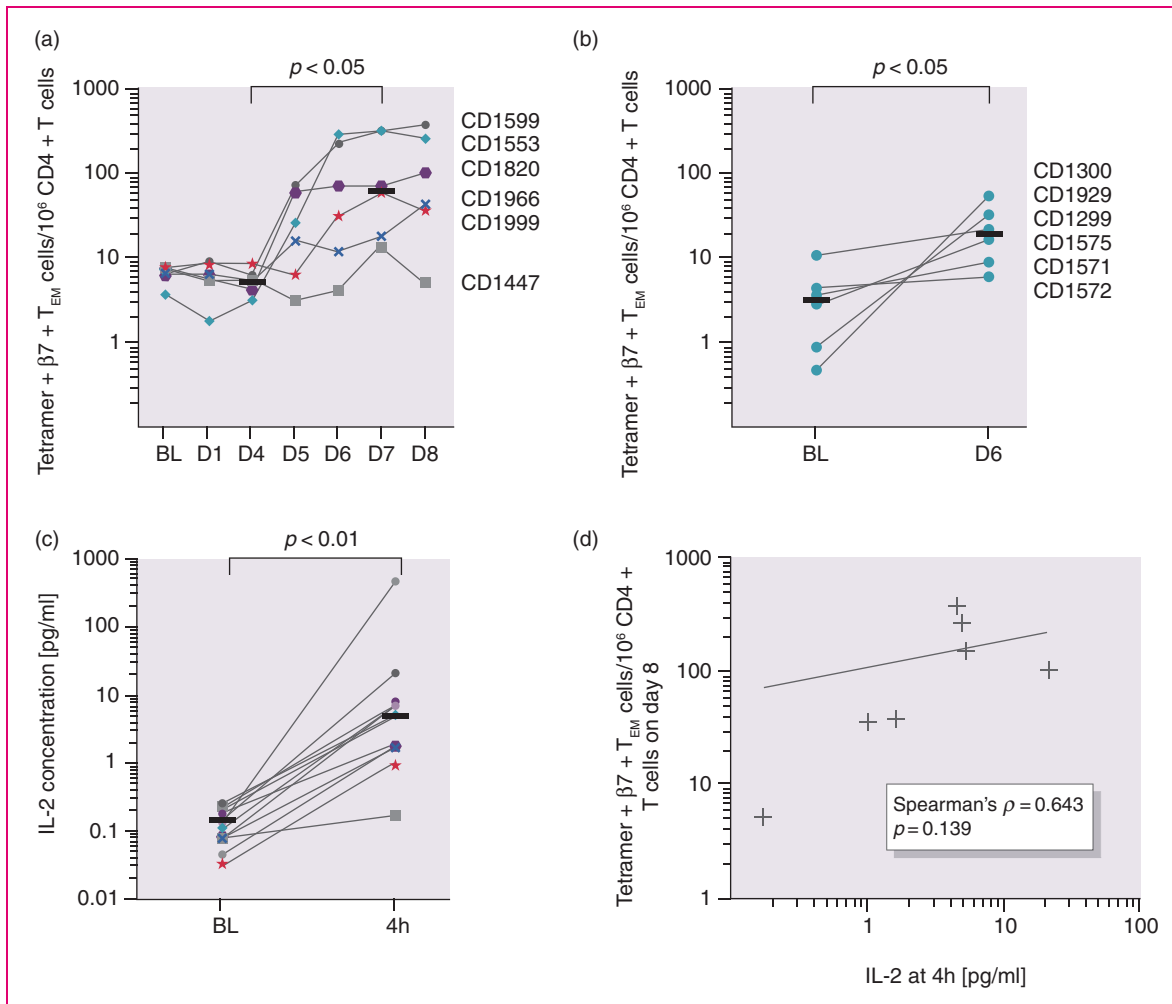 (a)
p < 0.05
1000
100
10
1
Tetramer + β7 + T_EM cells/10⁶ CD4 + T cells
BL D1 D4 D5 D6 D7 D8
CD1599
CD1553
CD1820
CD1966
CD1999
CD1447
(b)
p < 0.05
1000
100
10
1
Tetramer + β7 + T_EM cells/10⁶ CD4 + T cells
BL D6
CD1300
CD1929
CD1299
CD1575
CD1571
CD1572
(c)
p < 0.01
1000
100
10
1
0.1
0.01
IL-2 concentration [pg/ml]
BL 4h
(d)
1000
100
10
1
Tetramer + β7 + T_EM cells/10⁶ CD4 +
T cells on day 8
Spearman's ρ = 0.643
p = 0.139
1 10 100
IL-2 at 4h [pg/ml]